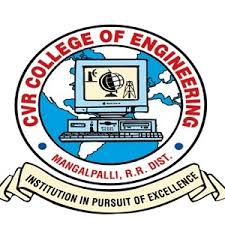 CVR COLLEGE OF ENGINEERING
MANGALPALLI, R.R. DIST.
INSTITUTION IN PURSUIT OF EXCELLENCE